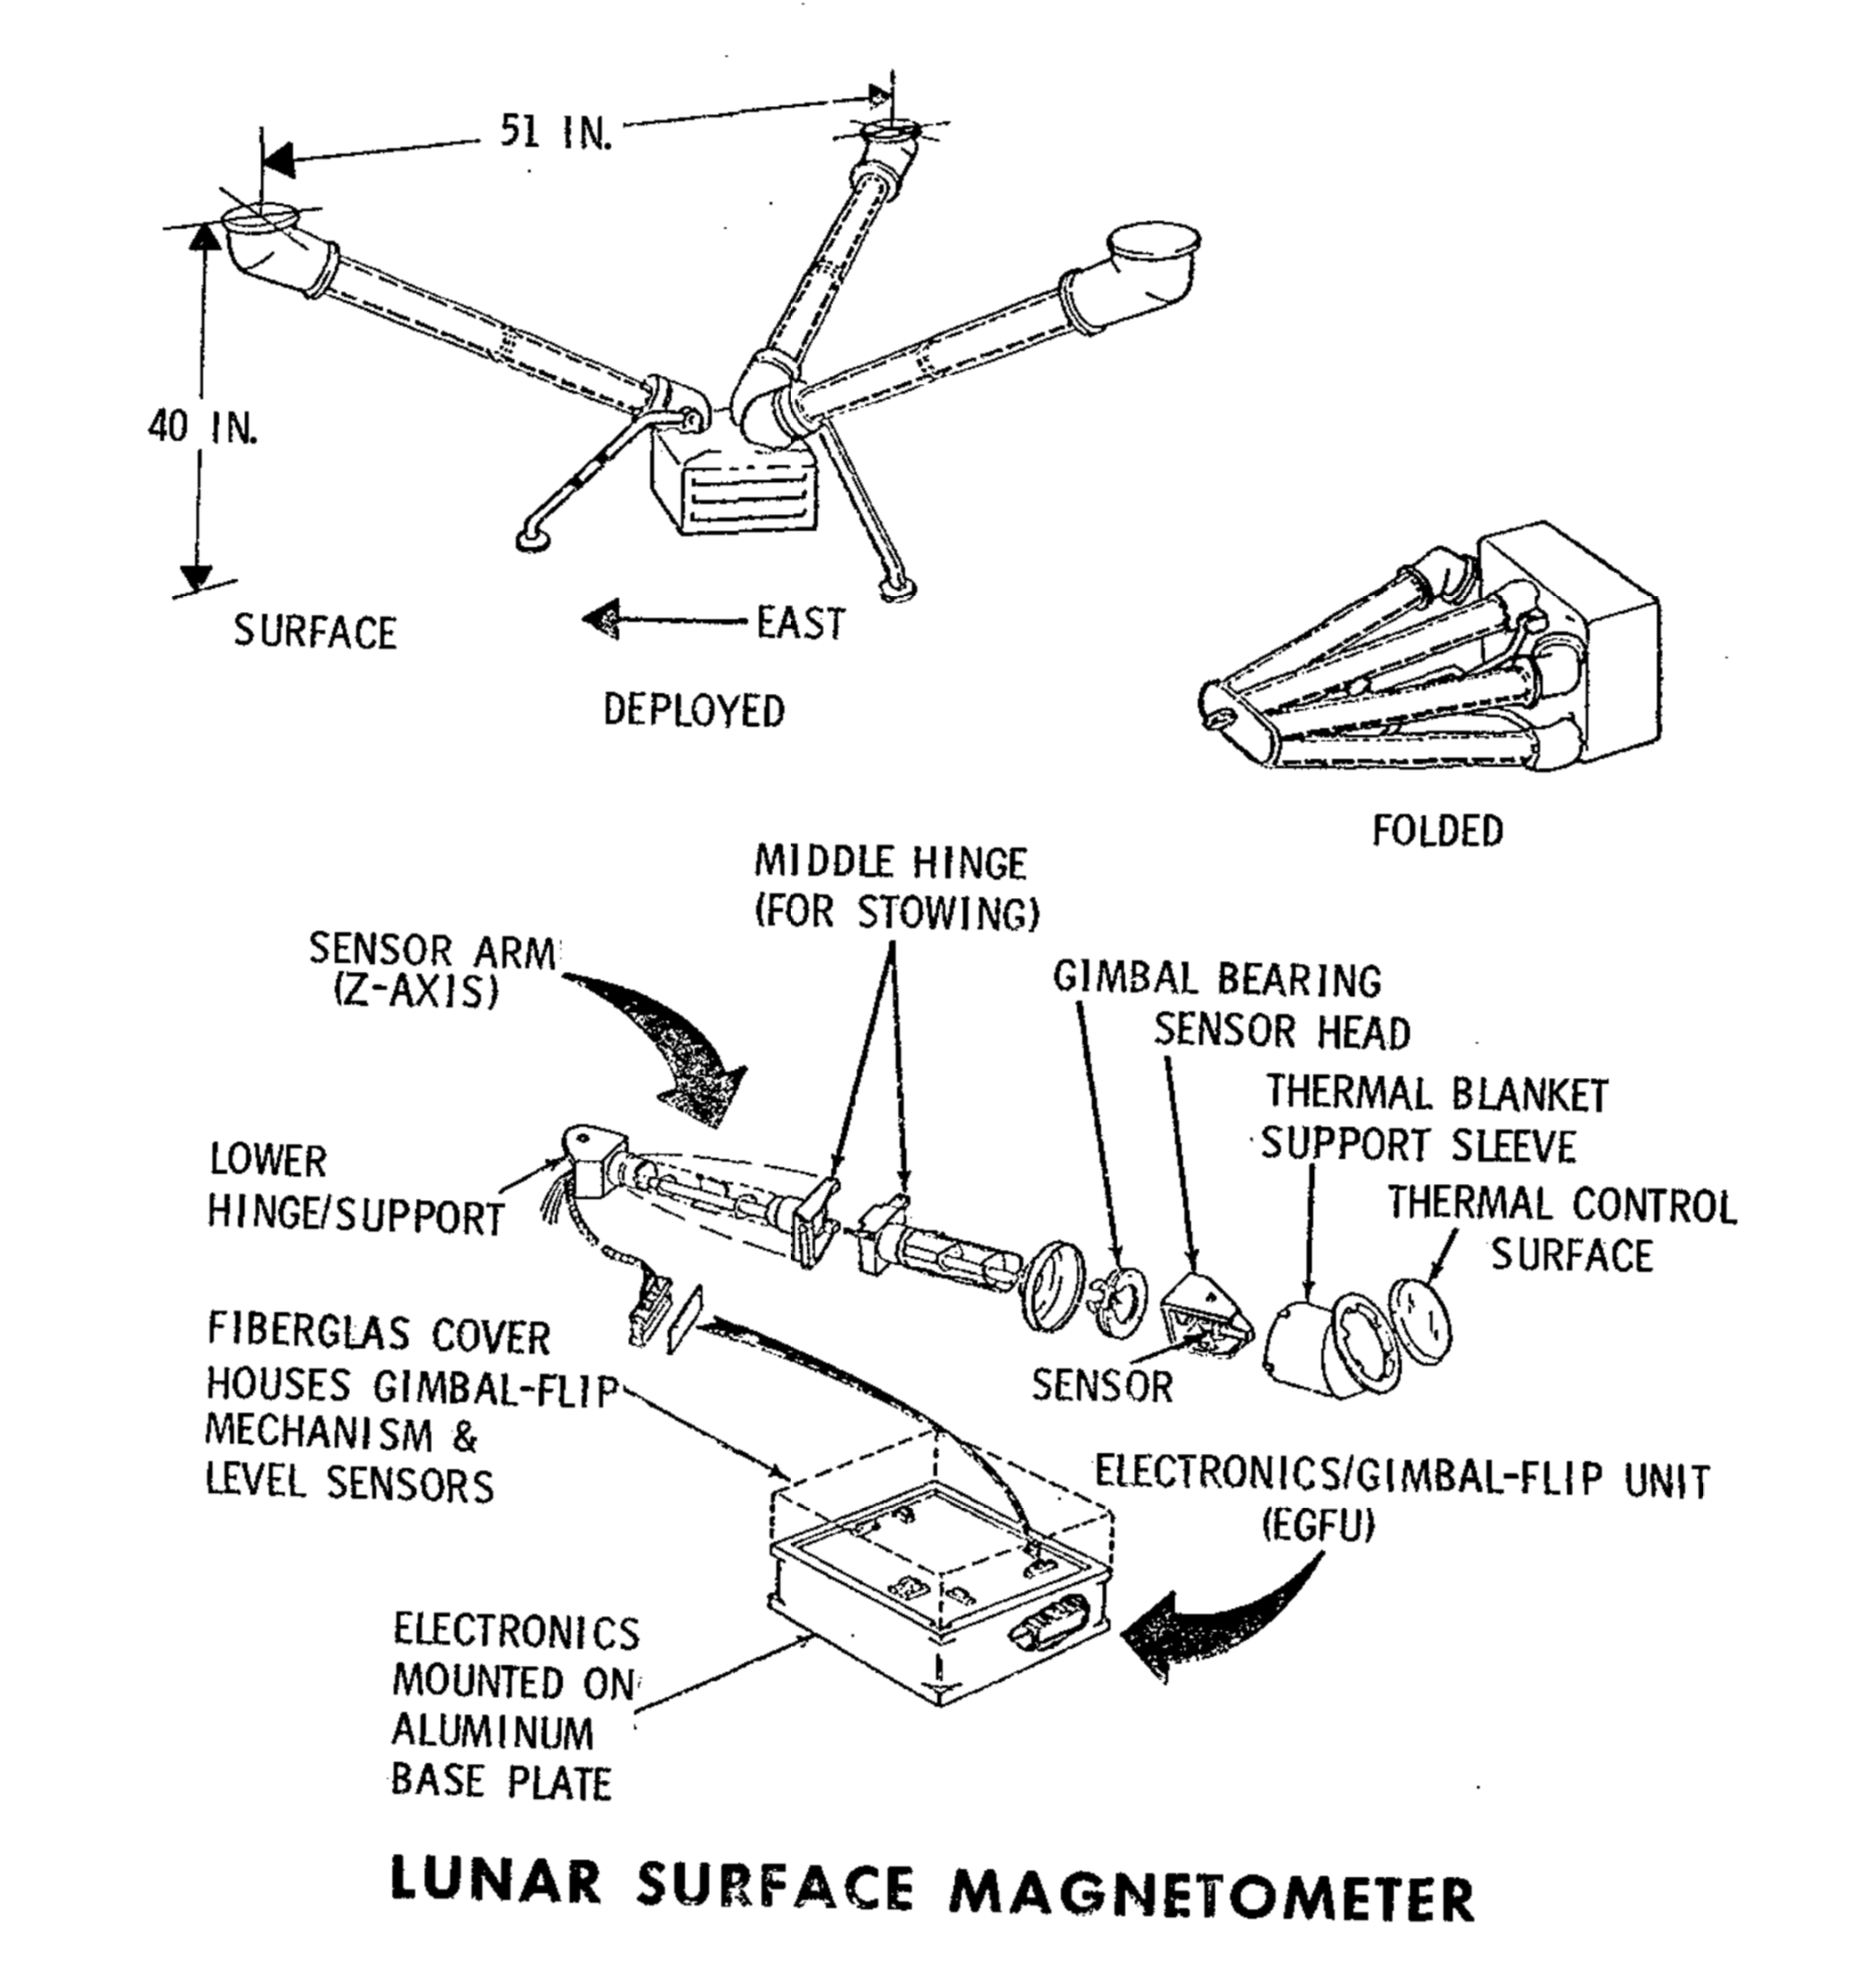 51 IN.
40 IN.
SURFACE
EAST
DEPLOYED
FOLDED
MIDDLE HINGE
(FOR STOWING)
SENSOR ARM
(Z-AXIS)
GIMBAL BEARING
SENSOR HEAD
THERMAL BLANKET
SUPPORT SLEEVE
THERMAL CONTROL
SURFACE
LOWER
HINGE/SUPPORT
SENSOR
FIBERGLAS COVER
HOUSES GIMBAL-FLIP
MECHANISM &
LEVEL SENSORS
ELECTRONICS/GIMBAL-FLIP UNIT
(EGFU)
ELECTRONICS
MOUNTED ON
ALUMINUM
BASE PLATE
LUNAR SURFACE MAGNETOMETER